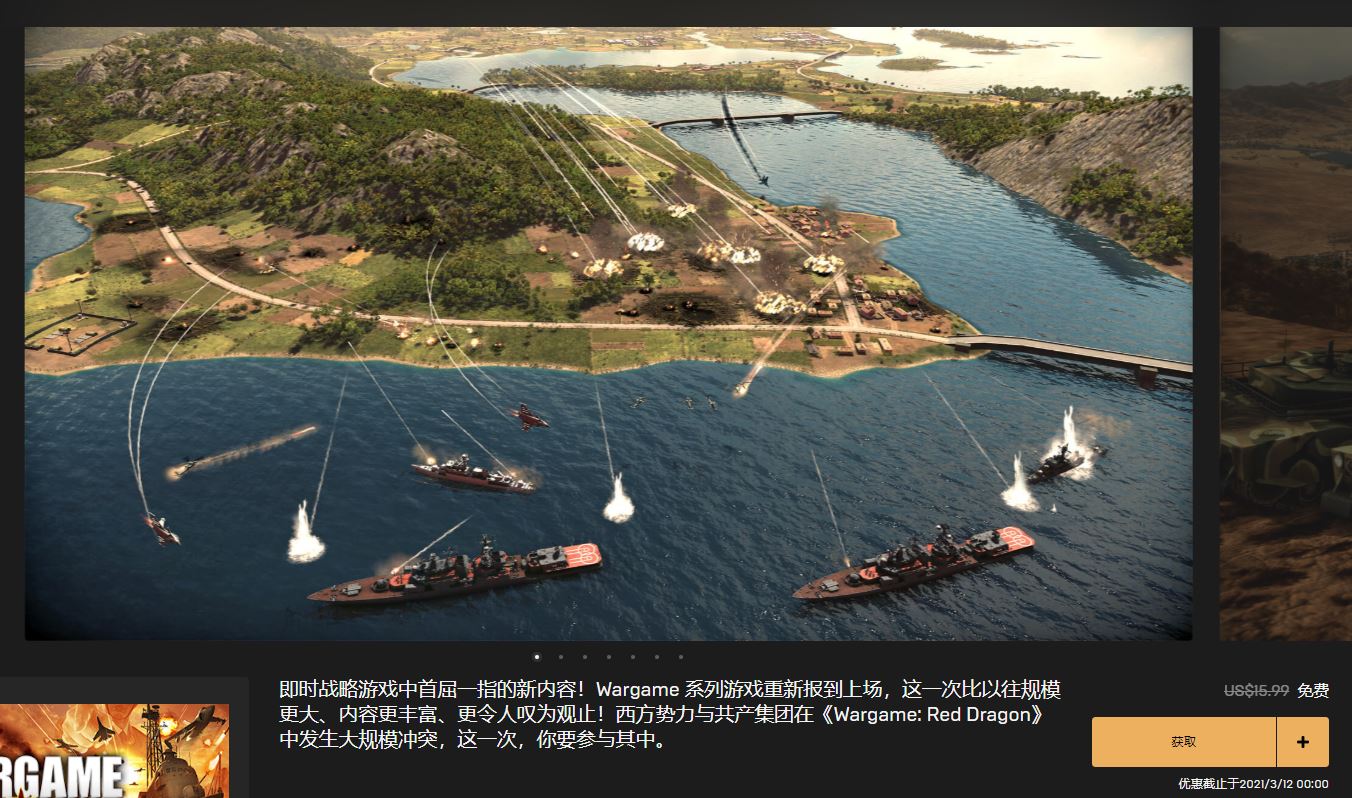 即时战略游戏中首屈一指的新内容！Wargame 系列游戏重新报到上场，这一次比以往规模
更大、内容更丰富、更令人叹为观止！西方势力与共产集团在《Wargame: Red Dragon》
中发生大规模冲突，这一次，你要参与其中。
US$15.99 免费
获取 +
优惠截止于2021/3/12 00:00
RGAME